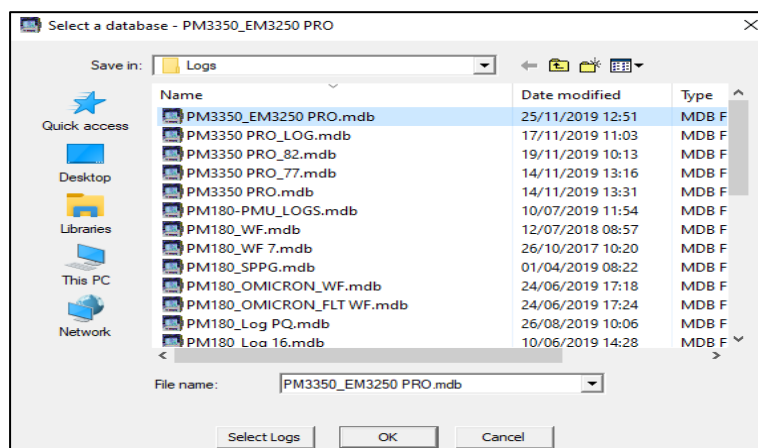 Select a database - PM3350_EM3250 PRO
Save in: Logs
Name Date modified Type
PM3350_EM3250 PRO.mdb 25/11/2019 12:51 MDB F
PM3350 PRO_LOG.mdb 17/11/2019 11:03 MDB F
PM3350 PRO_82.mdb 19/11/2019 10:13 MDB F
PM3350 PRO_77.mdb 14/11/2019 13:16 MDB F
PM3350 PRO.mdb 14/11/2019 13:31 MDB F
PM180-PMU_LOGS.mdb 10/07/2019 11:54 MDB F
PM180_WF.mdb 12/07/2018 08:57 MDB F
PM180_WF 7.mdb 26/10/2017 10:20 MDB F
PM180_SPPG.mdb 01/04/2019 08:22 MDB F
PM180_OMICRON_WF.mdb 24/06/2019 17:18 MDB F
PM180_OMICRON_FLT WF.mdb 24/06/2019 17:24 MDB F
PM180_Log PQ.mdb 26/08/2019 10:06 MDB F
PM180_Log 16.mdb 10/06/2019 14:28 MDB F
Quick access
Desktop
Libraries
This PC
Network
File name: PM3350_EM3250 PRO.mdb
Select Logs OK Cancel